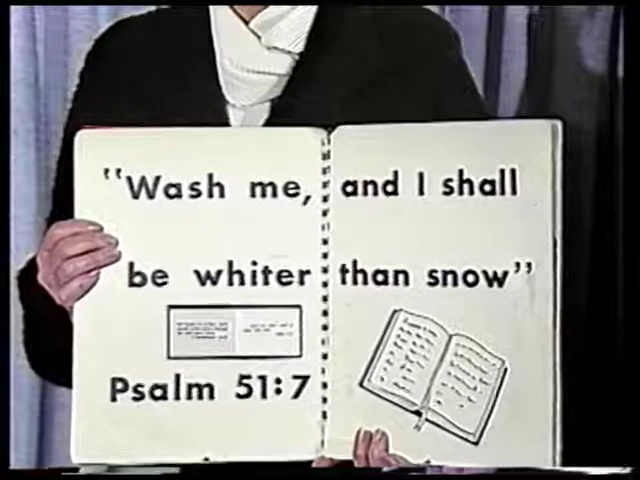 "Wash me, and I shall
be whiter than snow"
Psalm 51:7